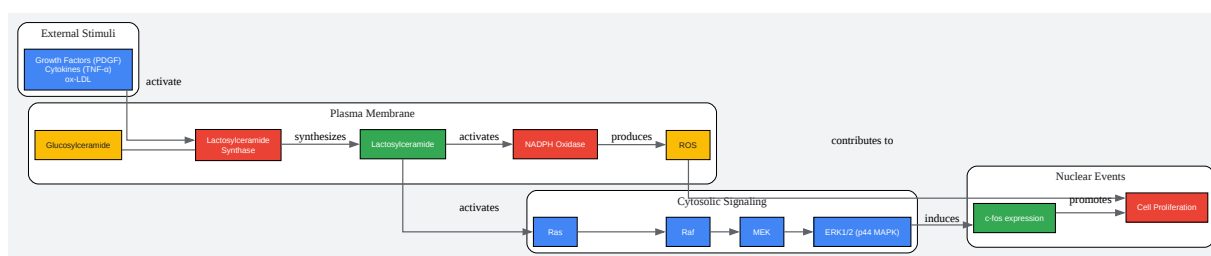 External Stimuli
Growth Factors (PDGF)
Cytokines (TNF-α)
ox-LDL
activate
Plasma Membrane
Glucosylceramide
Lactosylceramide
Synthase
synthesizes
Lactosylceramide
activates
NADPH Oxidase
produces
ROS
contributes to
activates
Cytosolic Signaling
Ras
Raf
MEK
ERK1/2 (p44 MAPK)
induces
Nuclear Events
c-fos expression
promotes
Cell Proliferation